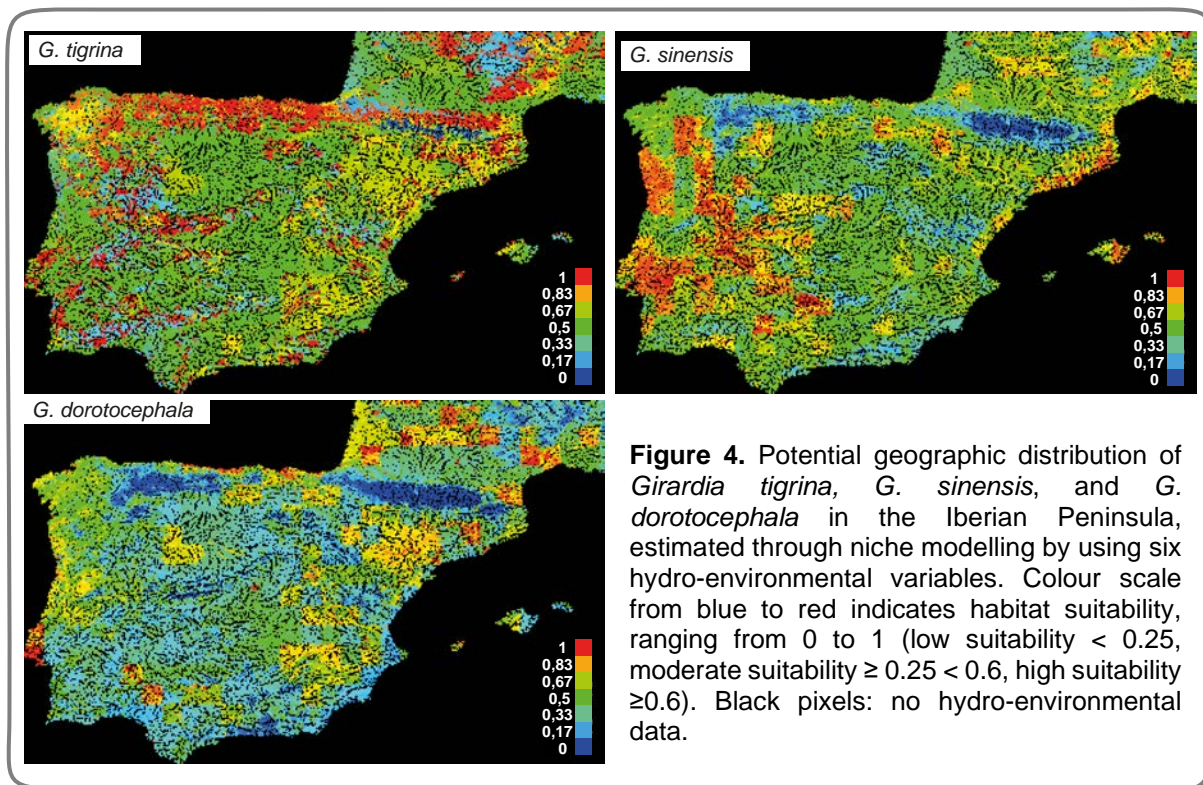 G. tigrina
1
0,83
0,67
0,5
0,33
0,17
0
G. sinensis
1
0,83
0,67
0,5
0,33
0,17
0
G. dorotocephala
1
0,83
0,67
0,5
0,33
0,17
0
Figure 4. Potential geographic distribution of
Girardia tigrina, G. sinensis, and G.
dorotocephala in the Iberian Peninsula,
estimated through niche modelling by using six
hydro-environmental variables. Colour scale
from blue to red indicates habitat suitability,
ranging from 0 to 1 (low suitability < 0.25,
moderate suitability ≥ 0.25 < 0.6, high suitability
≥0.6). Black pixels: no hydro-environmental
data.